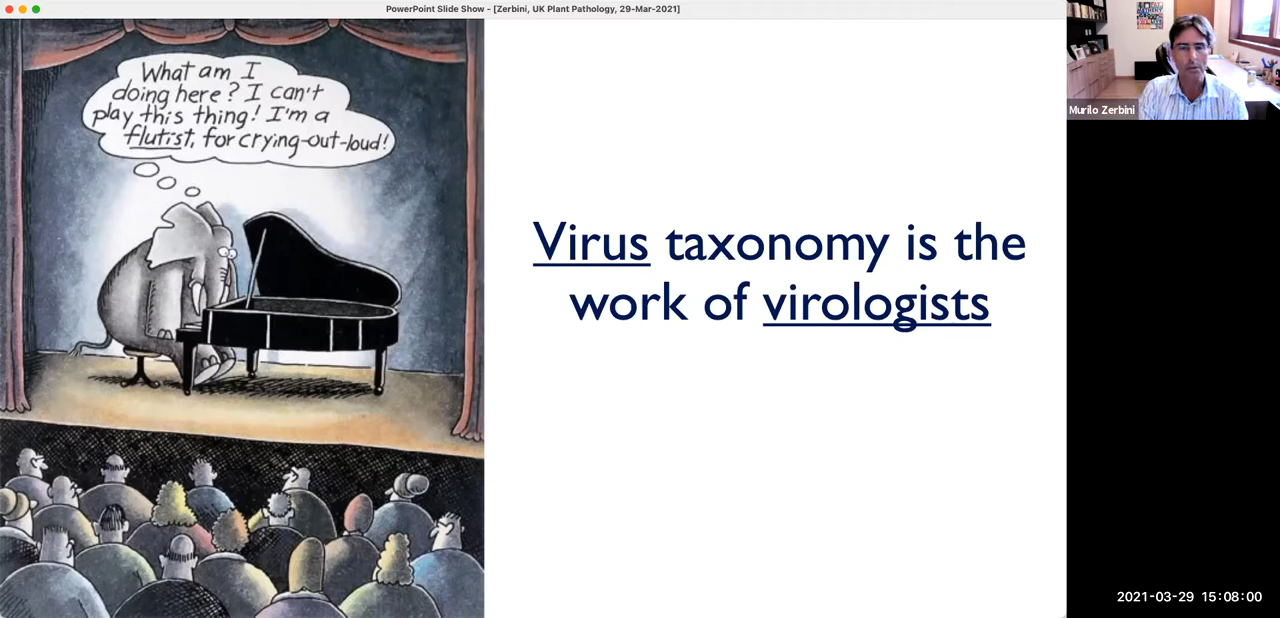 PowerPoint Slide Show - [Zerbini, UK Plant Pathology, 29-Mar-2021]
What am I
doing here? I can't
play this thing! I'm a
flutist, for crying-out-loud!
Virus taxonomy is the
work of virologists
Murilo Zerbini
2021-03-29 15:08:00